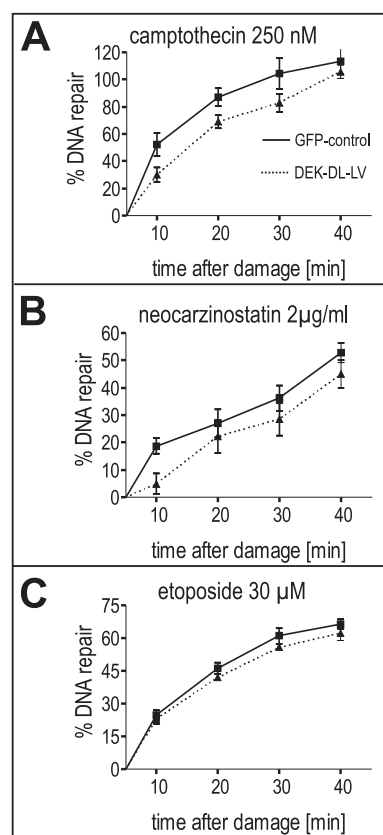 A
camptothecin 250 nM
% DNA repair
120
100
80
60
40
20
0
GFP-control
DEK-DL-LV
10 20 30 40
time after damage [min]
B
neocarzinostatin 2µg/ml
% DNA repair
60
50
40
30
20
10
0
10 20 30 40
time after damage [min]
C
etoposide 30 µM
% DNA repair
75
60
45
30
15
0
10 20 30 40
time after damage [min]